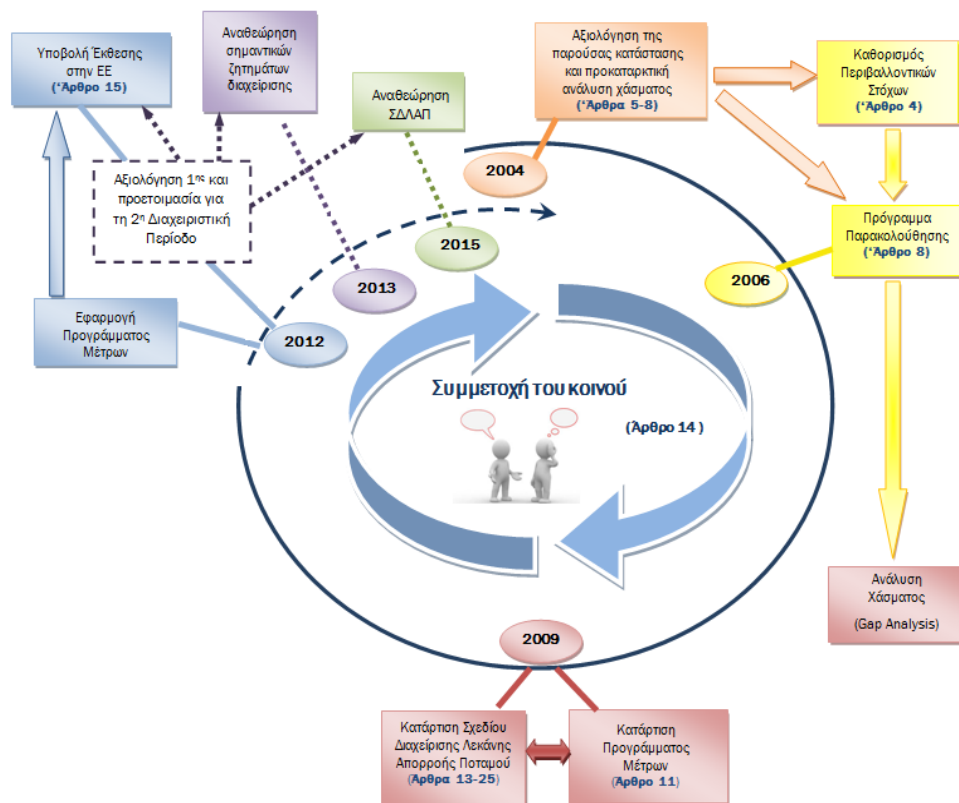 Υποβολή Έκθεσης
στην ΕΕ
(‘Άρθρο 15)
Αναθεώρηση
σημαντικών
ζητημάτων
διαχείρισης
Αναθεώρηση
ΣΔΛΑΠ
Αξιολόγηση της
παρούσας κατάστασης
και προκαταρκτική
ανάλυση χάσματος
(‘Άρθρα 5-8)
Καθορισμός
Περιβαλλοντικών
Στόχων
(‘Άρθρο 4)
Αξιολόγηση 1ης και
προετοιμασία για
τη 2η Διαχειριστική
Περίοδο
2004
2015
2013
2012
2006
Πρόγραμμα
Παρακολούθησης
(‘Άρθρο 8)
Εφαρμογή
Προγράμματος
Μέτρων
Συμμετοχή του κοινού
(Άρθρο 14 )
Ανάλυση
Χάσματος
(Gap Analysis)
2009
Κατάρτιση Σχεδίου
Διαχείρισης Λεκάνης
Απορροής Ποταμού
(Άρθρα 13-25)
Κατάρτιση
Προγράμματος
Μέτρων
(Άρθρο 11)